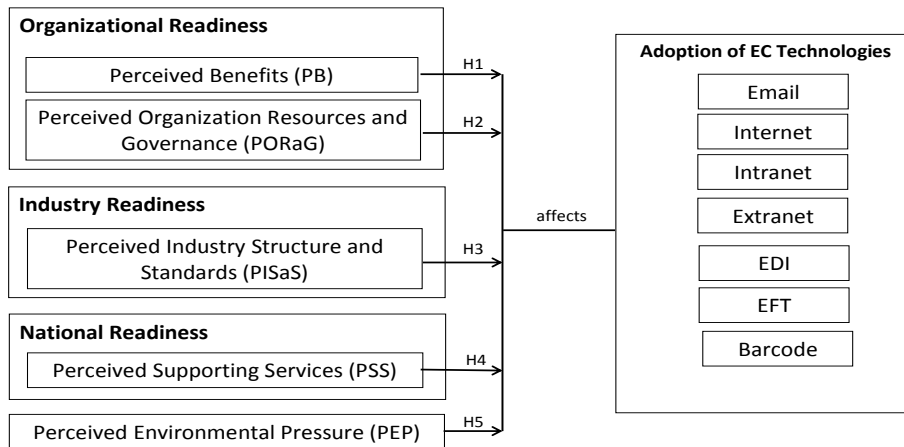 Organizational Readiness
Perceived Benefits (PB)
H1
Perceived Organization Resources and
Governance (PORaG)
H2
Industry Readiness
Perceived Industry Structure and
Standards (PISaS)
H3
National Readiness
Perceived Supporting Services (PSS)
H4
Perceived Environmental Pressure (PEP)
H5
affects
Adoption of EC Technologies
Email
Internet
Intranet
Extranet
EDI
EFT
Barcode